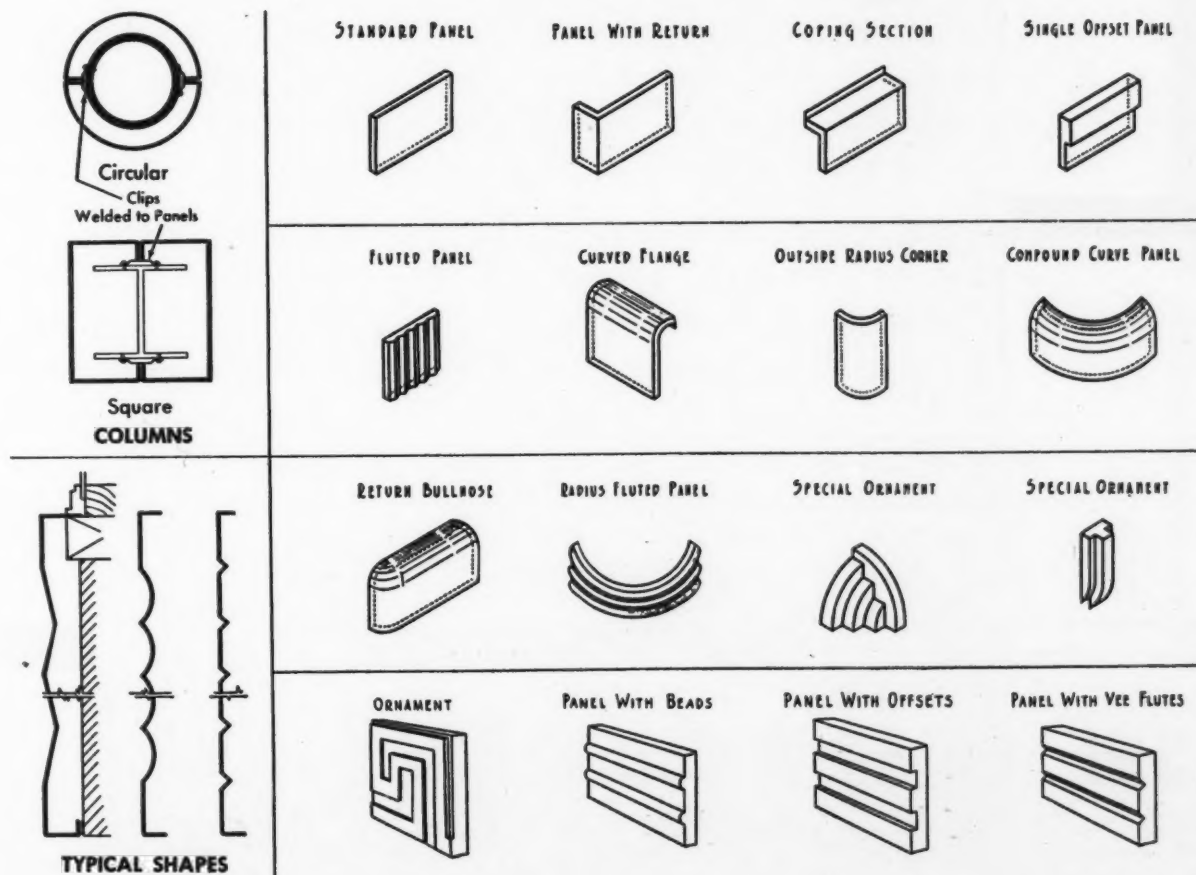 Circular
Clips
Welded to Panels
Square
COLUMNS
TYPICAL SHAPES
STANDARD PANEL
PANEL WITH RETURN
COPING SECTION
SINGLE OFFSET PANEL
FLUTED PANEL
CURVED FLANGE
OUTSIDE RADIUS CORNER
COMPOUND CURVE PANEL
RETURN BULLNOSE
RADIUS FLUTED PANEL
SPECIAL ORNAMENT
SPECIAL ORNAMENT
ORNAMENT
PANEL WITH BEADS
PANEL WITH OFFSETS
PANEL WITH VEE FLUTES